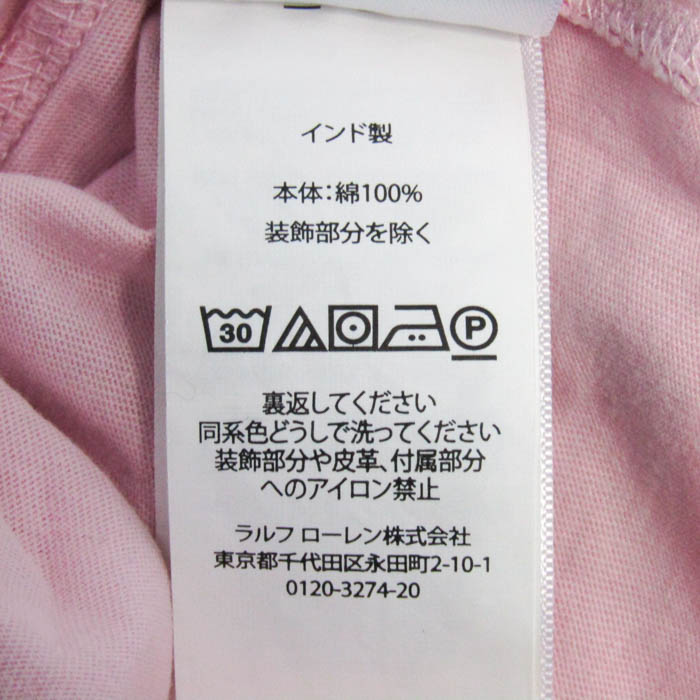 インド製
本体:綿100%
装飾部分を除く
30 P
裏返してください
同系色どうしで洗ってください
装飾部分や皮革、付属部分
へのアイロン禁止
ラルフ ローレン株式会社
東京都千代田区永田町2-10-1
0120-3274-20